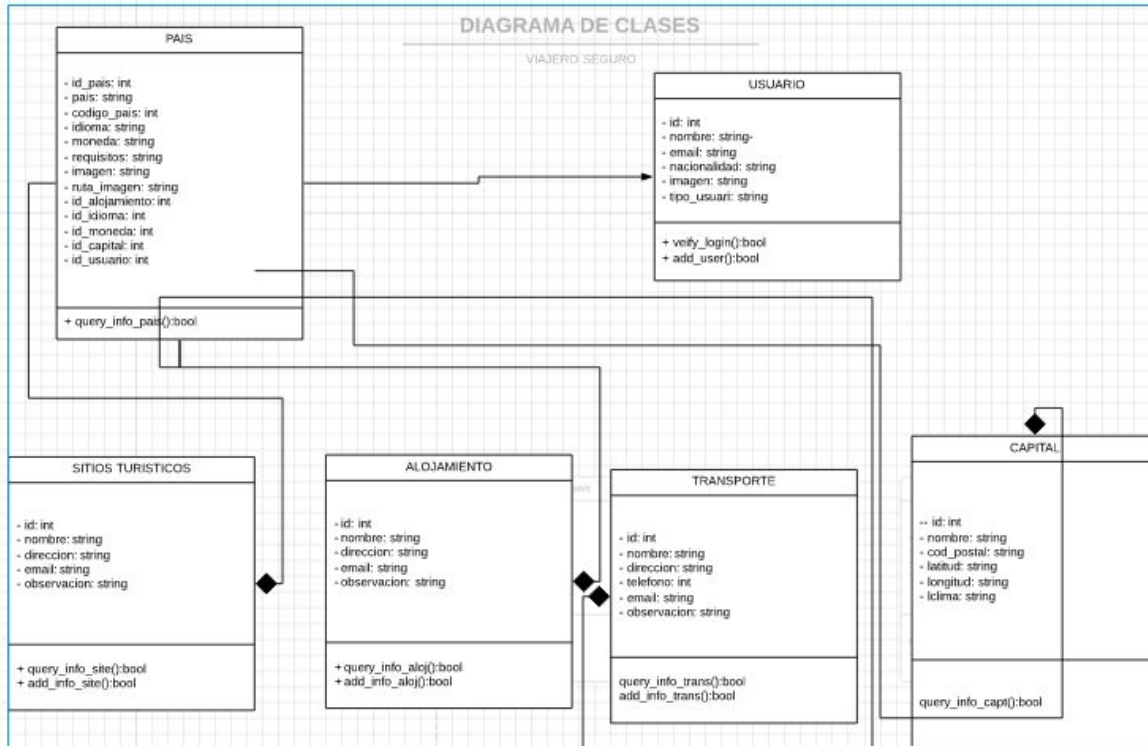 DIAGRAMA DE CLASES
VIAJERO SEGURO
PAIS
- id_pais: int
- pais: string
- codigo_pais: int
- idioma: string
- moneda: string
- requisitos: string
- imagen: string
- ruta_imagen: string
- id_alojamiento: int
- id_idioma: int
- id_moneda: int
- id_capital: int
- id_usuario: int
+ query_info_pais():bool
USUARIO
- id: int
- nombre: string-
- email: string
- nacionalidad: string
- imagen: string
- tipo_usuari: string
+ veify_login():bool
+ add_user():bool
SITIOS TURISTICOS
- id: int
- nombre: string
- direccion: string
- email: string
- observacion: string
+ query_info_site():bool
+ add_info_site():bool
ALOJAMIENTO
- id: int
- nombre: string
- direccion: string
- email: string
- observacion: string
+ query_info_aloj():bool
+ add_info_aloj():bool
TRANSPORTE
- id: int
- nombre: string
- direccion: string
- telefono: int
- email: string
- observacion: string
query_info_trans():bool
add_info_trans():bool
CAPITAL
-- id: int
- nombre: string
- cod_postal: string
- latitud: string
- longitud: string
- lclima: string
query_info_capt():bool